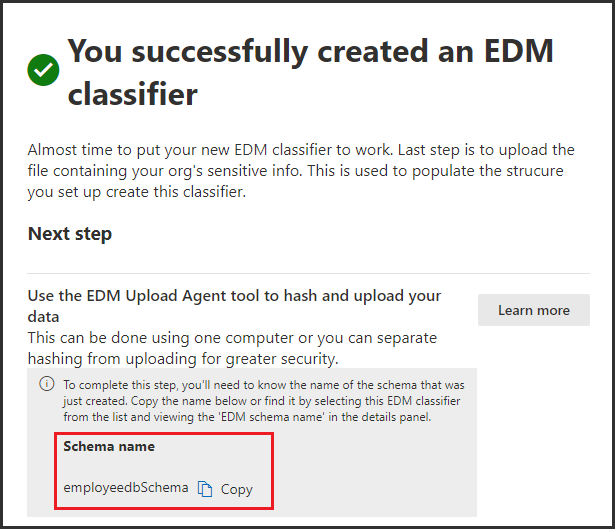 You successfully created an EDM
classifier
Almost time to put your new EDM classifier to work. Last step is to upload the
file containing your org's sensitive info. This is used to populate the strucure
you set up create this classifier.
Next step
Use the EDM Upload Agent tool to hash and upload your
data
Learn more
This can be done using one computer or you can separate
hashing from uploading for greater security.
To complete this step, you'll need to know the name of the schema that was
just created. Copy the name below or find it by selecting this EDM classifier
from the list and viewing the 'EDM schema name' in the details panel.
Schema name
employeedbSchema Copy